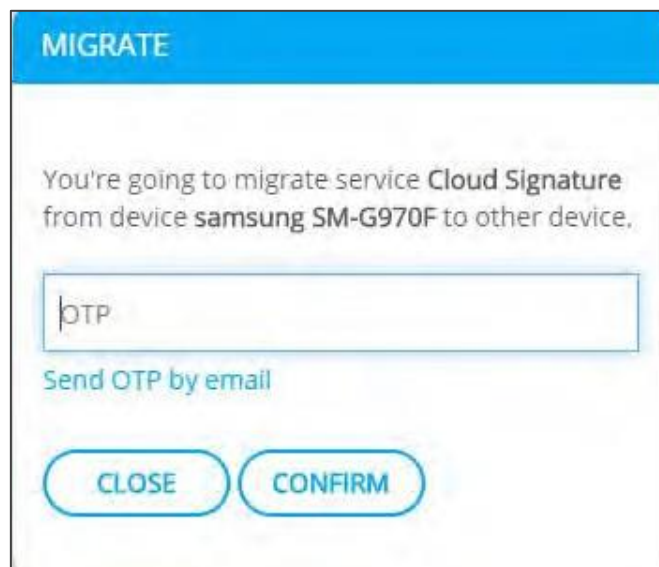 MIGRATE
You're going to migrate service Cloud Signature
from device samsung SM-G970F to other device.
OTP
Send OTP by email
CLOSE CONFIRM